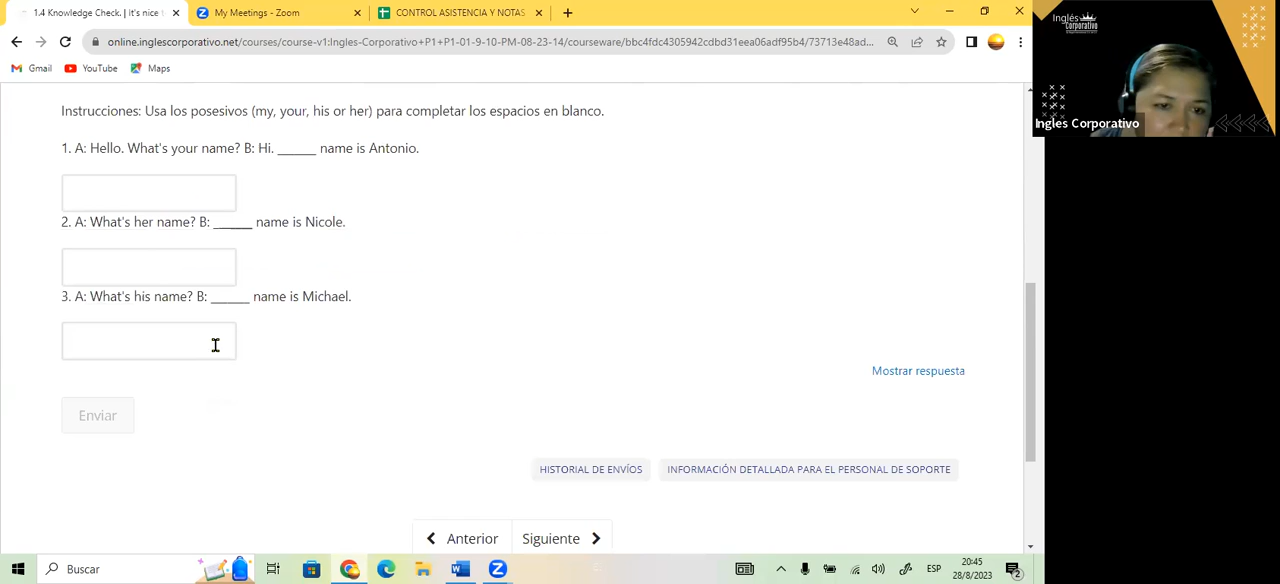 1.4 Knowledge Check. | it's nice t
My Meetings - Zoom
CONTROL ASISTENCIA Y NOTAS
online.inglescorporativo.net/courses/course-v1:Ingles-Corporativo+P1+P1-01-9-10-PM-08-23-14/courseware/bbc4fdc4305942cdbd31eea06adf95b4/73713e48ad...
Gmail
YouTube
Maps
Inglés
Corporativo
Ingles Corporativo
Instrucciones: Usa los posesivos (my, your, his or her) para completar los espacios en blanco.
1. A: Hello. What's your name? B: Hi. ______ name is Antonio.
2. A: What's her name? B: ______ name is Nicole.
3. A: What's his name? B: ______ name is Michael.
Mostrar respuesta
Enviar
HISTORIAL DE ENVÍOS
INFORMACIÓN DETALLADA PARA EL PERSONAL DE SOPORTE
Anterior
Siguiente
Buscar
ESP
20:45
28/8/2023
2